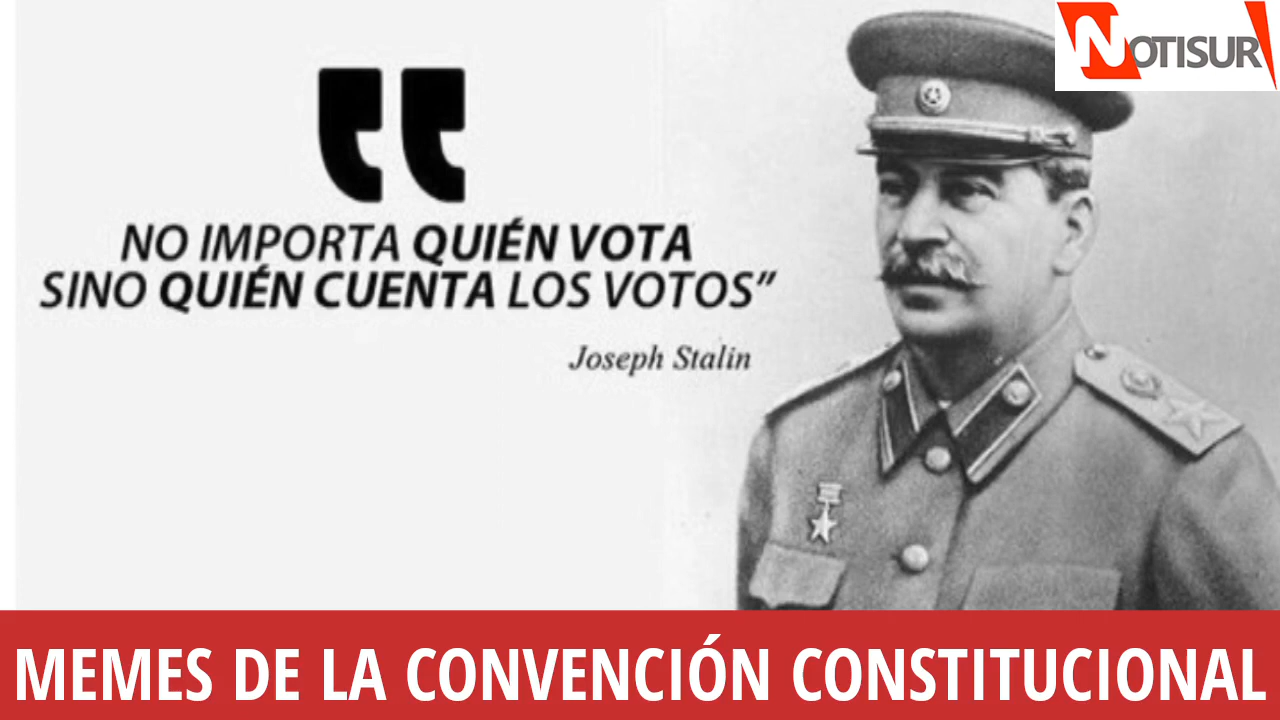 NOTISUR
NO IMPORTA QUIÉN VOTA
SINO QUIÉN CUENTA LOS VOTOS”
Joseph Stalin
MEMES DE LA CONVENCIÓN CONSTITUCIONAL